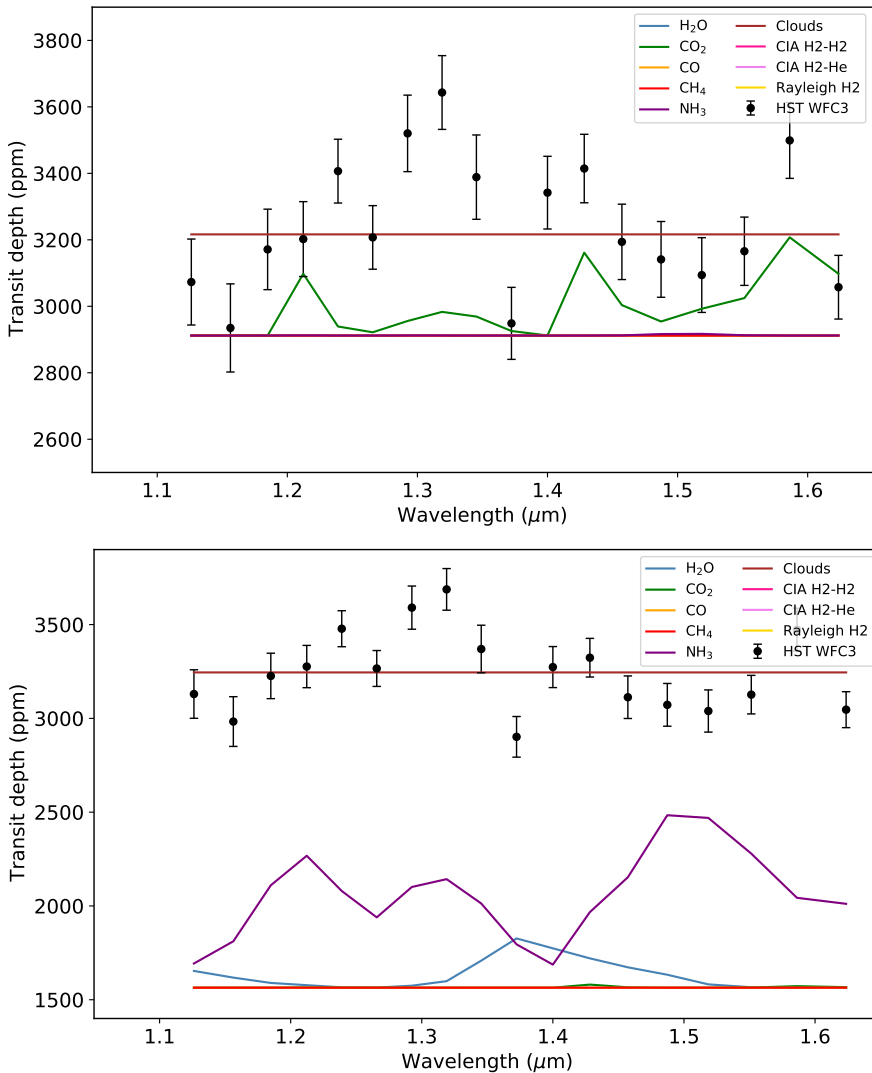 3800
3600
3400
3200
3000
2800
2600
Transit depth (ppm)
H₂O
CO₂
CO
CH₄
NH₃
Clouds
CIA H2-H2
CIA H2-He
Rayleigh H2
HST WFC3
1.1 1.2 1.3 1.4 1.5 1.6
Wavelength (μm)
3500
3000
2500
2000
1500
Transit depth (ppm)
H₂O
CO₂
CO
CH₄
NH₃
Clouds
CIA H2-H2
CIA H2-He
Rayleigh H2
HST WFC3
1.1 1.2 1.3 1.4 1.5 1.6
Wavelength (μm)